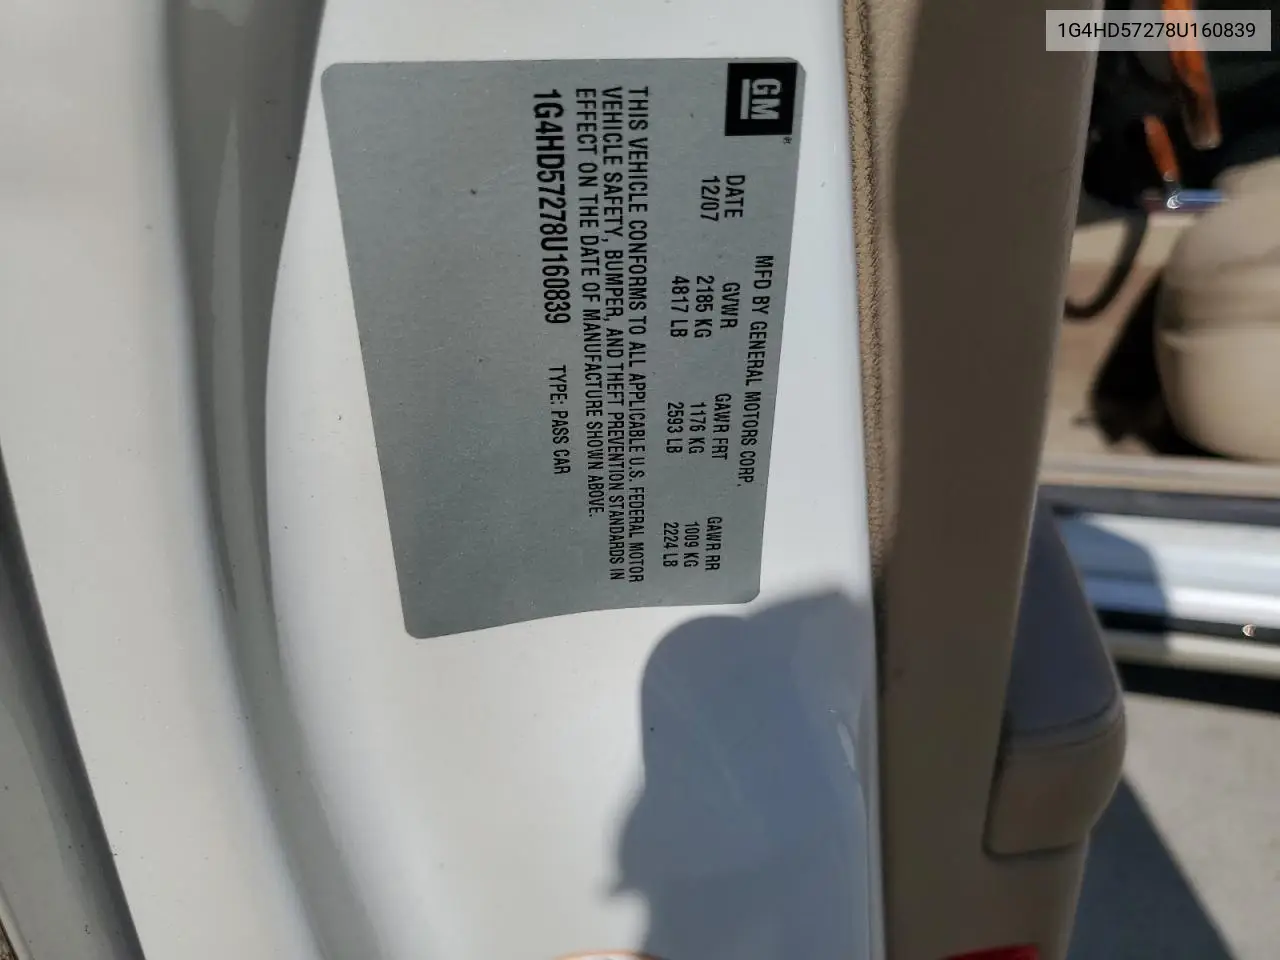 1G4HD57278U160839
GM
MFD BY GENERAL MOTORS CORP.
DATE GVWR GAWR FRT GAWR RR
12/07 2185 KG 1176 KG 1009 KG
4817 LB 2593 LB 2224 LB
THIS VEHICLE CONFORMS TO ALL APPLICABLE U.S. FEDERAL MOTOR
VEHICLE SAFETY, BUMPER, AND THEFT PREVENTION STANDARDS IN
EFFECT ON THE DATE OF MANUFACTURE SHOWN ABOVE.
1G4HD57278U160839 TYPE: PASS CAR